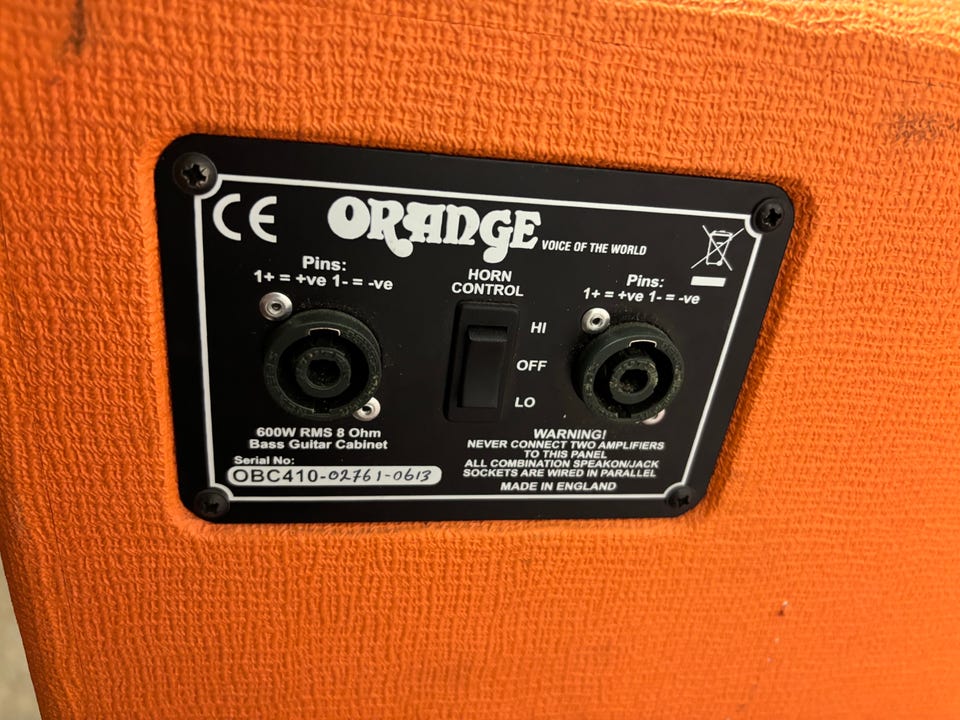 CE
ORANGE VOICE OF THE WORLD
Pins:
1+ = +ve 1- = -ve
HORN
CONTROL
HI
OFF
LO
Pins:
1+ = +ve 1- = -ve
600W RMS 8 Ohm
Bass Guitar Cabinet
Serial No:
OBC410-02761-0613
WARNING!
NEVER CONNECT TWO AMPLIFIERS
TO THIS PANEL
ALL COMBINATION SPEAKON/JACK
SOCKETS ARE WIRED IN PARALLEL
MADE IN ENGLAND